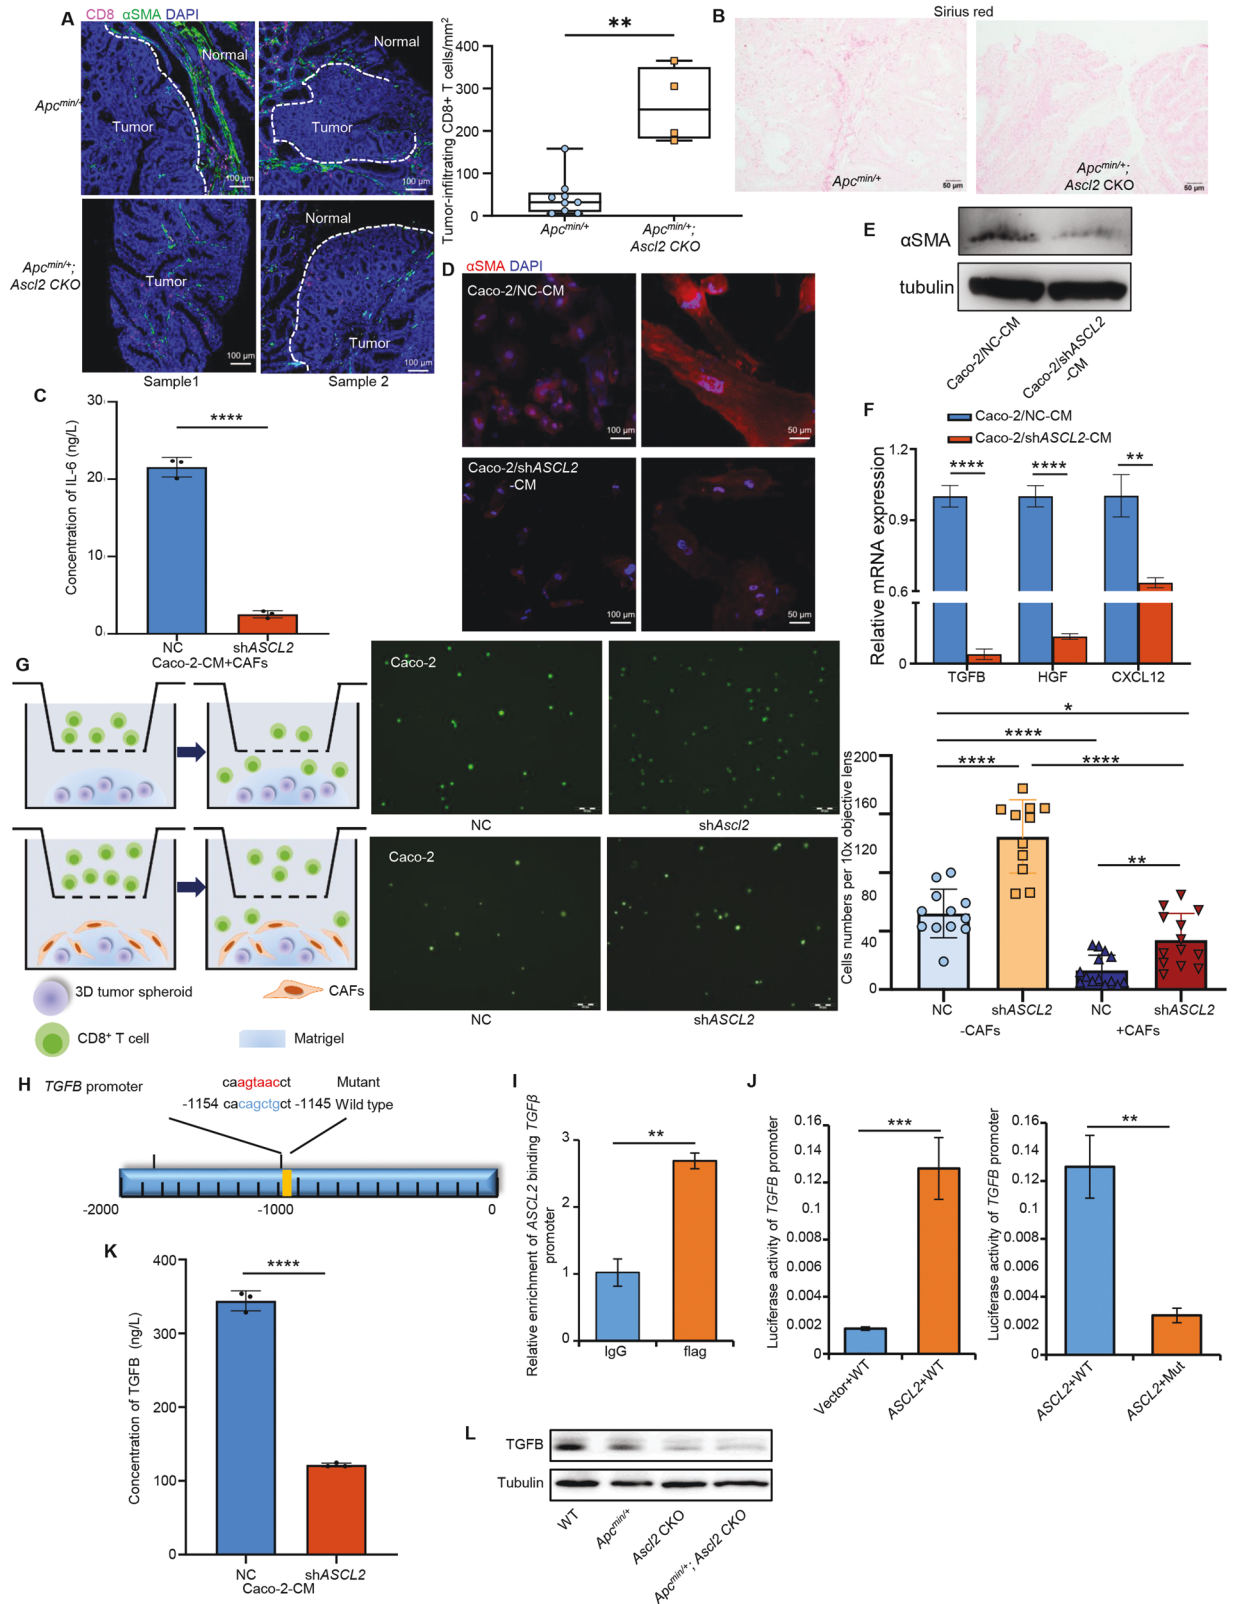 A
CD8 αSMA DAPI
Apcmin/+
Normal
Tumor
100 µm
Normal
Tumor
100 µm
Apcmin/+;
Ascl2 CKO
Tumor
100 µm
Normal
Tumor
100 µm
Sample1
Sample 2
Tumor-infiltrating CD8+ T cells/mm2
400
300
200
100
0
**
Apcmin/+
Apcmin/+;
Ascl2 CKO
B
Sirius red
Apcmin/+
50 µm
Apcmin/+;
Ascl2 CKO
50 µm
C
Concentration of IL-6 (ng/L)
30
20
10
0
****
NC
shASCL2
Caco-2-CM+CAFs
D
αSMA DAPI
Caco-2/NC-CM
100 µm
50 µm
Caco-2/shASCL2
-CM
100 µm
50 µm
E
αSMA
tubulin
Caco-2/NC-CM
Caco-2/shASCL2
-CM
F
Caco-2/NC-CM
Caco-2/shASCL2-CM
Relative mRNA expression
1.2
0.9
0.6
0
****
****
**
TGFB
HGF
CXCL12
G
3D tumor spheroid
CAFs
CD8+ T cell
Matrigel
Caco-2
NC
shAscl2
Caco-2
NC
shASCL2
Cells numbers per 10x objective lens
200
160
120
80
40
0
*
****
****
****
**
NC
shASCL2
NC
shASCL2
-CAFs
+CAFs
H
TGFB promoter
caagtaacct Mutant
-1154 cacagctgct -1145 Wild type
-2000
-1000
0
I
Relative enrichment of ASCL2 binding TGFβ
promoter
3
2
1
0
**
IgG
flag
J
Luciferase activity of TGFB promoter
0.16
0.12
0.1
0.008
0.004
0.002
0
***
Vector+WT
ASCL2+WT
Luciferase activity of TGFB promoter
0.16
0.12
0.1
0.008
0.004
0.002
0
**
ASCL2+WT
ASCL2+Mut
K
Concentration of TGFB (ng/L)
400
300
200
100
0
****
NC
shASCL2
Caco-2-CM
L
TGFB
Tubulin
WT
Apcmin/+
Ascl2 CKO
Apcmin/+; Ascl2 CKO